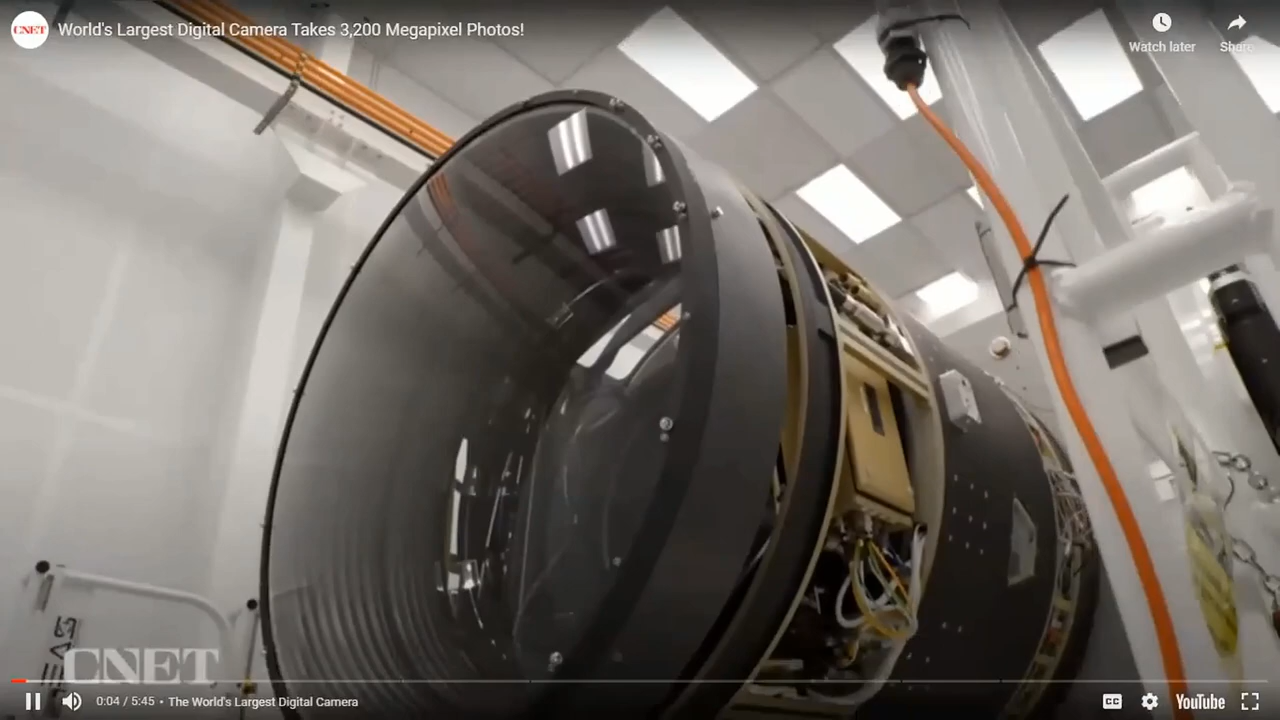 CNET
World's Largest Digital Camera Takes 3,200 Megapixel Photos!
Watch later
Share
CNET
0:04 / 5:45 • The World's Largest Digital Camera
CC
YouTube